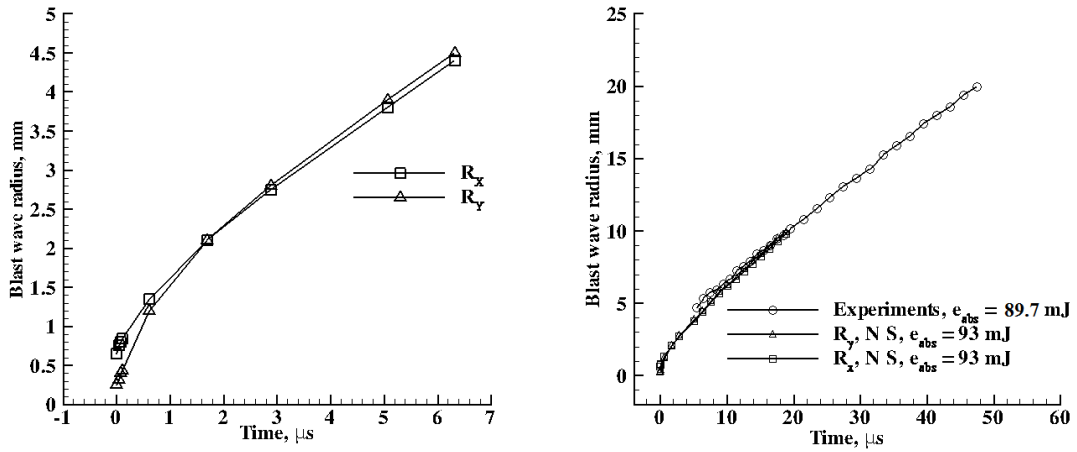 5
4.5
4
3.5
3
2.5
2
1.5
1
0.5
0
-1 0 1 2 3 4 5 6 7
Blast wave radius, mm
Time, μs
R_X
R_Y
25
20
15
10
5
0
0 10 20 30 40 50 60
Blast wave radius, mm
Time, μs
Experiments, e_abs = 89.7 mJ
R_y, N S, e_abs = 93 mJ
R_x, N S, e_abs = 93 mJ